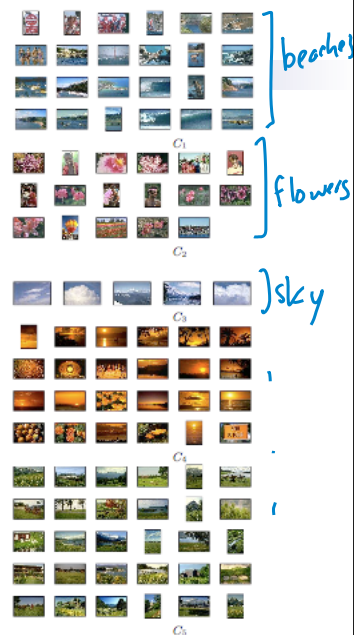 beaches
C₁
flowers
C₂
sky
C₃
C₄
C₅